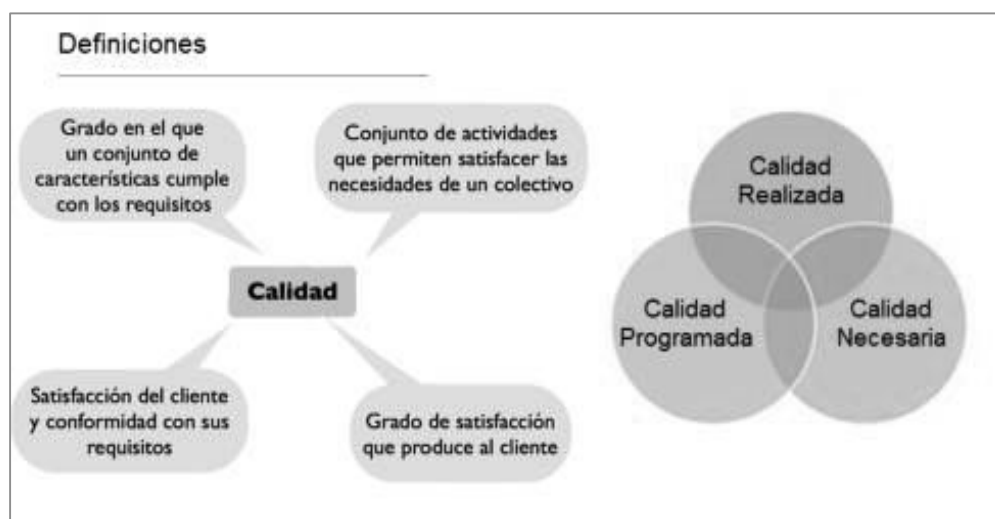 Definiciones
Grado en el que
un conjunto de
características cumple
con los requisitos
Conjunto de actividades
que permiten satisfacer las
necesidades de un colectivo
Calidad
Satisfacción del cliente
y conformidad con sus
requisitos
Grado de satisfacción
que produce al cliente
Calidad
Realizada
Calidad
Programada
Calidad
Necesaria